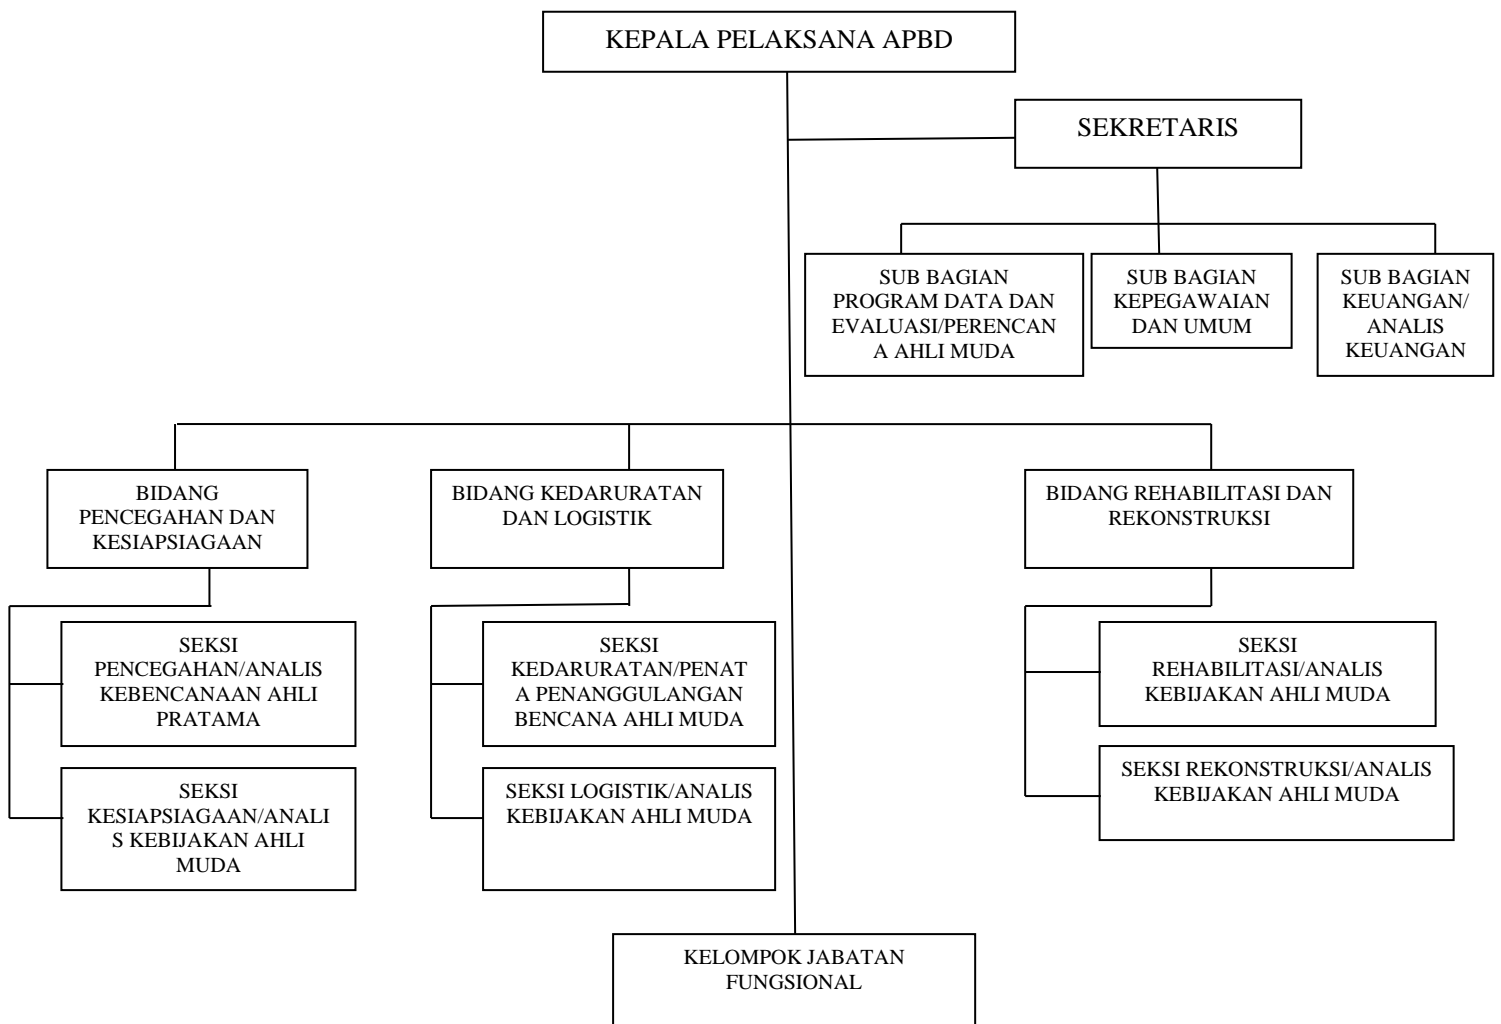 KEPALA PELAKSANA APBD
SEKRETARIS
SUB BAGIAN
PROGRAM DATA DAN
EVALUASI/PERENCAN
A AHLI MUDA
SUB BAGIAN
KEPEGAWAIAN
DAN UMUM
SUB BAGIAN
KEUANGAN/
ANALIS
KEUANGAN
BIDANG
PENCEGAHAN DAN
KESIAPSIAGAAN
BIDANG KEDARURATAN
DAN LOGISTIK
BIDANG REHABILITASI DAN
REKONSTRUKSI
SEKSI
PENCEGAHAN/ANALIS
KEBENCANAAN AHLI
PRATAMA
SEKSI
KEDARURATAN/PENAT
A PENANGGULANGAN
BENCANA AHLI MUDA
SEKSI
REHABILITASI/ANALIS
KEBIJAKAN AHLI MUDA
SEKSI
KESIAPSIAGAAN/ANALI
S KEBIJAKAN AHLI
MUDA
SEKSI LOGISTIK/ANALIS
KEBIJAKAN AHLI MUDA
SEKSI REKONSTRUKSI/ANALIS
KEBIJAKAN AHLI MUDA
KELOMPOK JABATAN
FUNGSIONAL